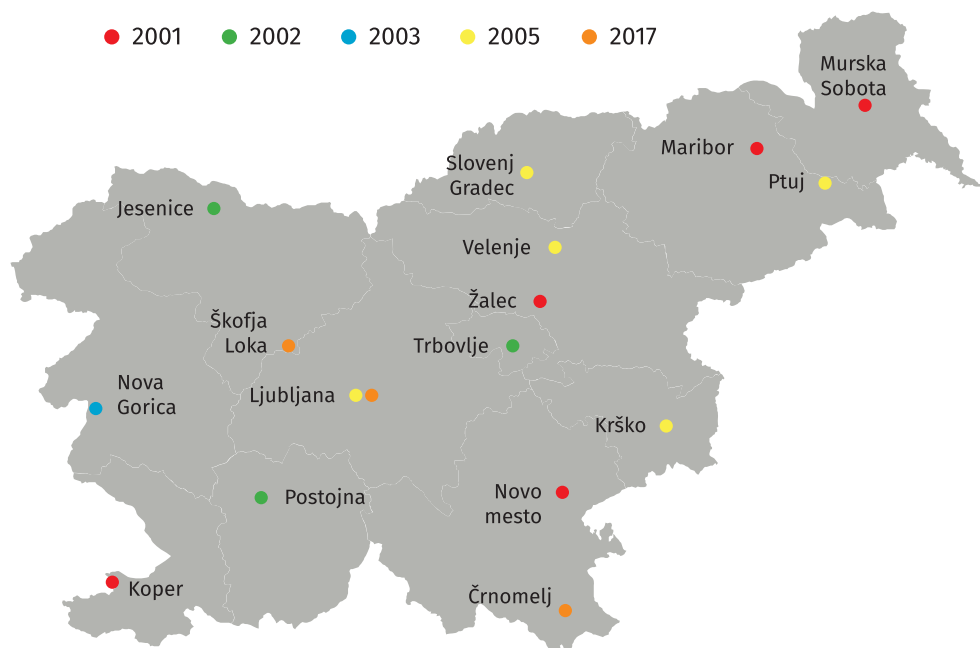 2001 2002 2003 2005 2017
Murska
Sobota
Maribor
Slovenj
Gradec
Ptuj
Jesenice
Velenje
Žalec
Škofja
Loka
Trbovlje
Nova
Gorica
Ljubljana
Krško
Postojna
Novo
mesto
Koper
Črnomelj